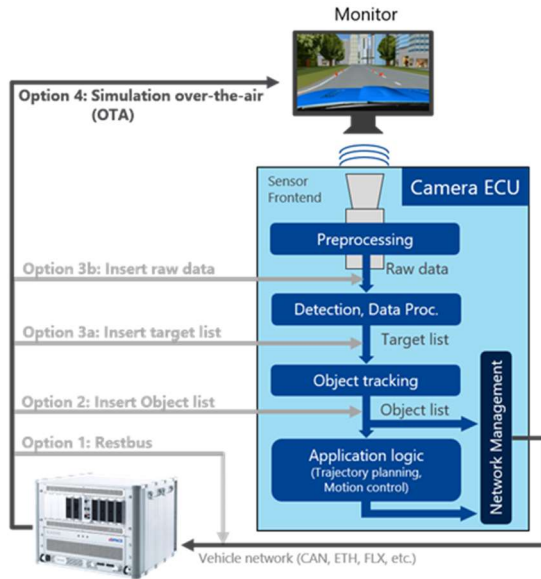 Monitor
Option 4: Simulation over-the-air
(OTA)
Sensor
Frontend
Camera ECU
Preprocessing
Option 3b: Insert raw data
Raw data
Detection, Data Proc.
Option 3a: Insert target list
Target list
Object tracking
Option 2: Insert Object list
Object list
Option 1: Restbus
Application logic
(Trajectory planning,
Motion control)
Network Management
Vehicle network (CAN, ETH, FLX, etc.)